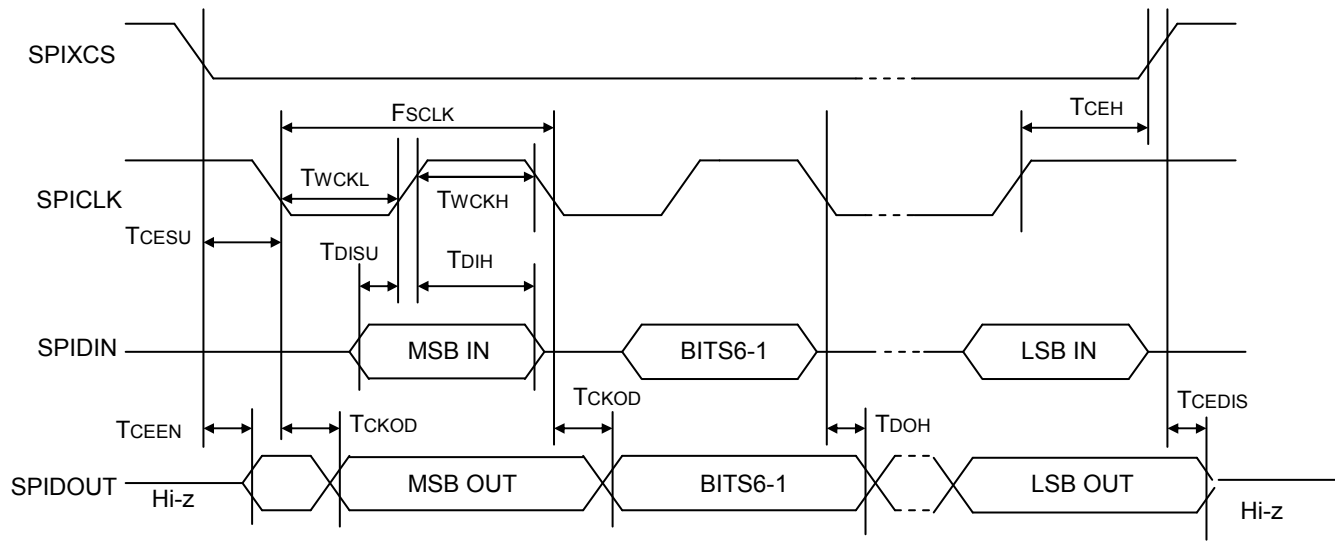 SPIXCS
FSCLK
TCEH
SPICLK
TWCKL
TWCKH
TCESU
TDISU
TDIH
SPIDIN
MSB IN
BITS6-1
LSB IN
TCEEN
TCKOD
TCKOD
TDOH
TCEDIS
SPIDOUT
Hi-z
MSB OUT
BITS6-1
LSB OUT
Hi-z